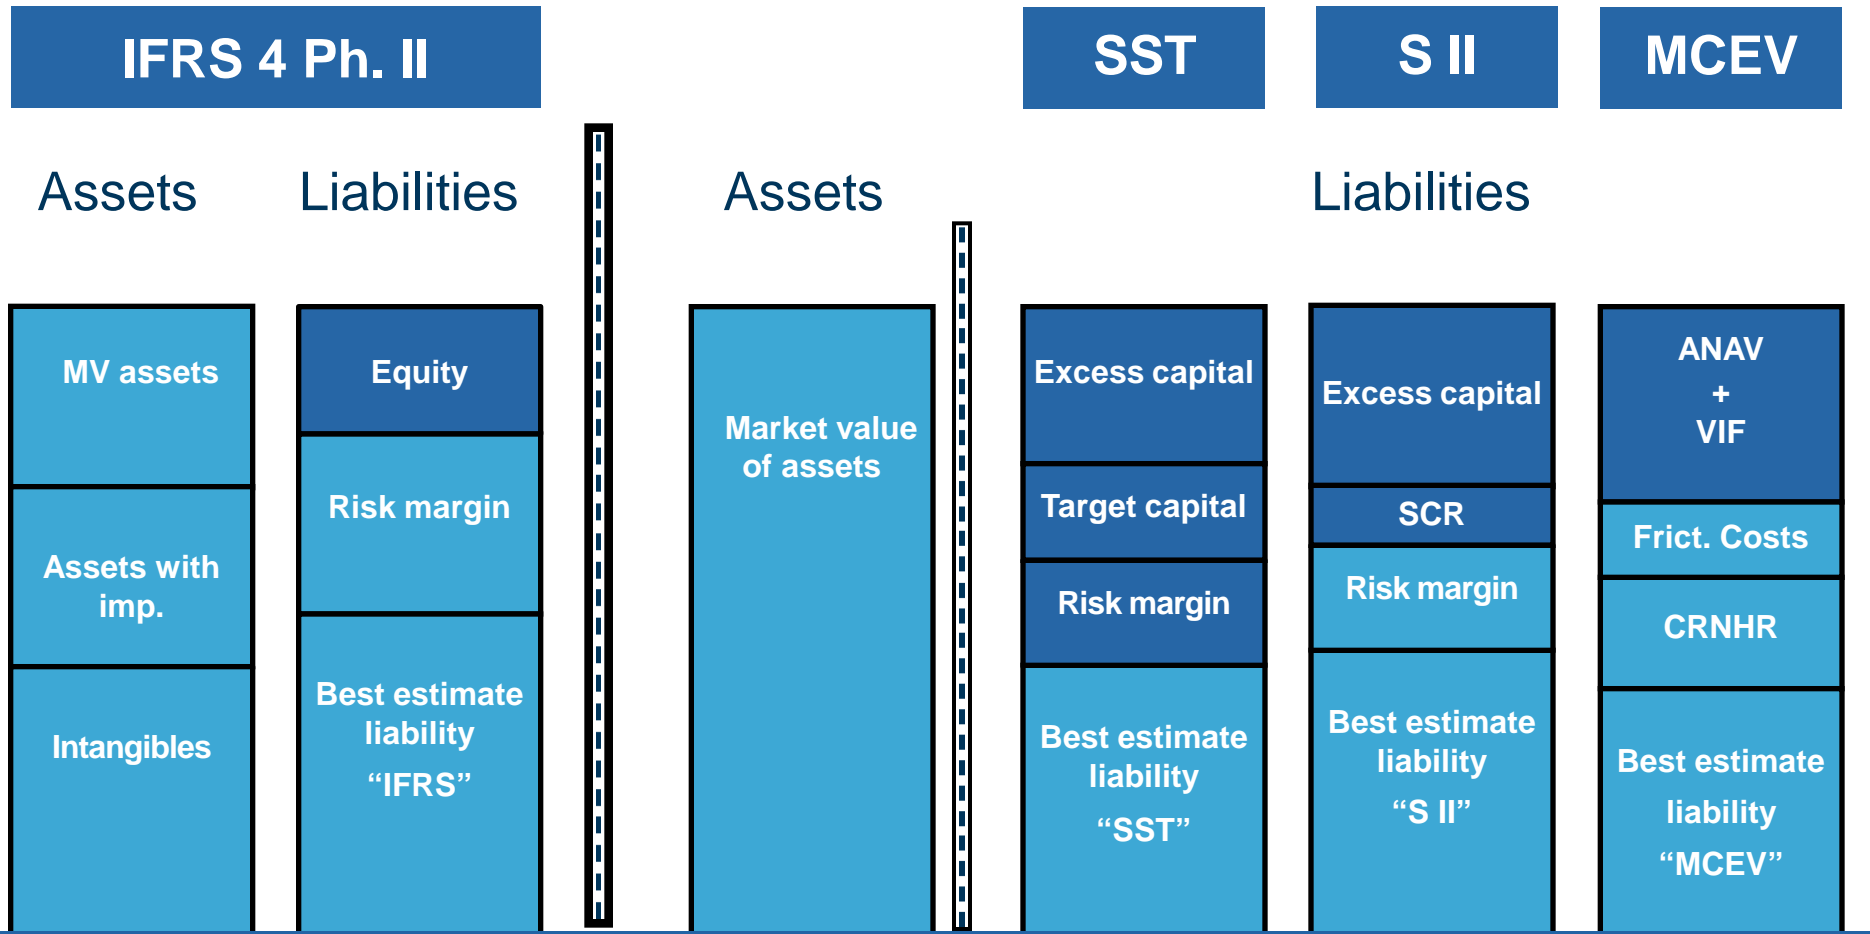 IFRS 4 Ph. II
SST
S II
MCEV
Assets
Liabilities
Assets
Liabilities
MV assets
Assets with
imp.
Intangibles
Equity
Risk margin
Best estimate
liability
“IFRS”
Market value
of assets
Excess capital
Target capital
Risk margin
Best estimate
liability
“SST”
Excess capital
SCR
Risk margin
Best estimate
liability
“S II”
ANAV
+
VIF
Frict. Costs
CRNHR
Best estimate
liability
“MCEV”